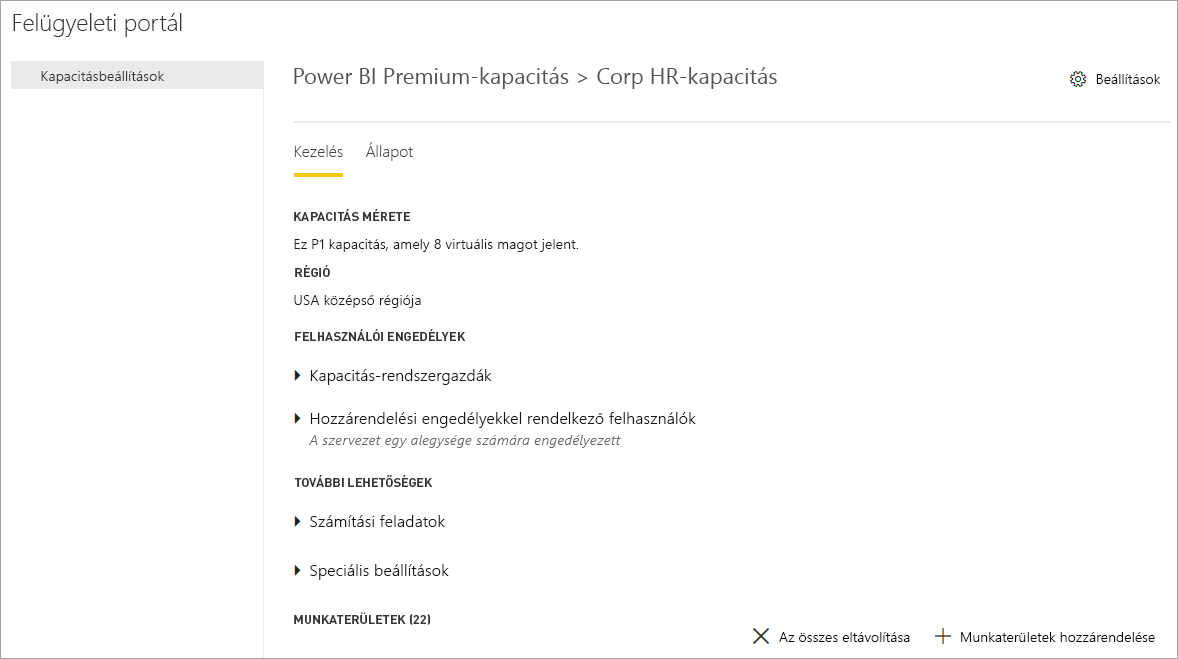 Felügyeleti portál
Kapacitásbeállítások
Power BI Premium-kapacitás > Corp HR-kapacitás
Beállítások
Kezelés Állapot
KAPACITÁS MÉRETE
Ez P1 kapacitás, amely 8 virtuális magot jelent.
RÉGIÓ
USA középső régiója
FELHASZNÁLÓI ENGEDÉLYEK
Kapacitás-rendszergazdák
Hozzárendelési engedélyekkel rendelkező felhasználók
A szervezet egy alegysége számára engedélyezett
TOVÁBBI LEHETŐSÉGEK
Számítási feladatok
Speciális beállítások
MUNKATERÜLETEK (22)
Az összes eltávolítása Munkaterületek hozzárendelése